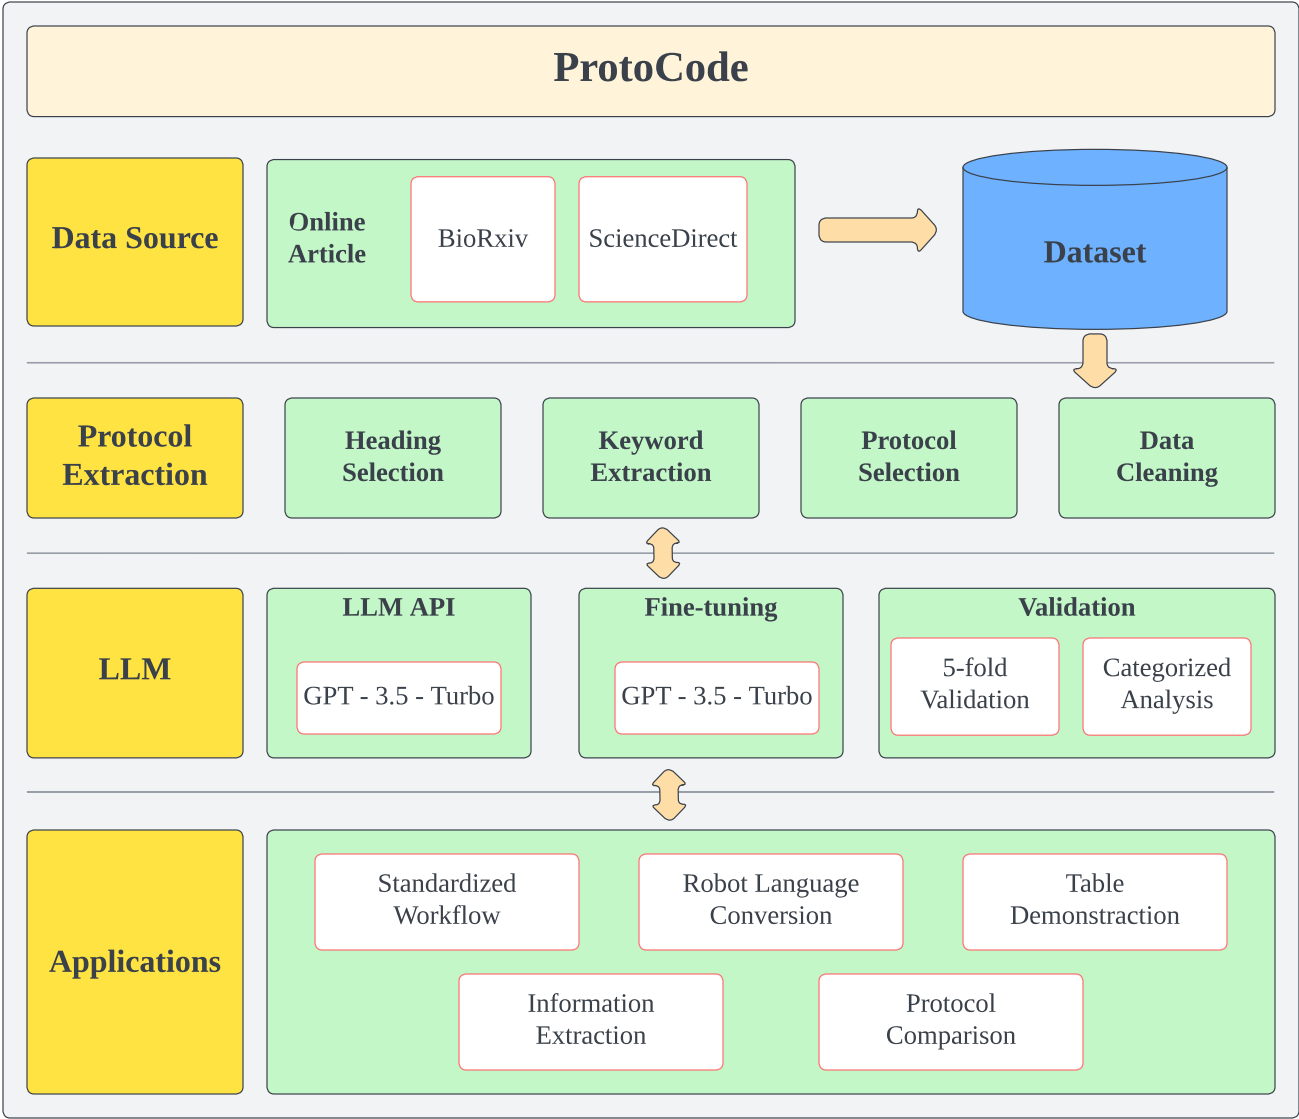 ProtoCode
Data Source
Online
Article
BioRxiv
ScienceDirect
Dataset
Protocol
Extraction
Heading
Selection
Keyword
Extraction
Protocol
Selection
Data
Cleaning
LLM
LLM API
GPT - 3.5 - Turbo
Fine-tuning
GPT - 3.5 - Turbo
Validation
5-fold
Validation
Categorized
Analysis
Applications
Standardized
Workflow
Robot Language
Conversion
Table
Demonstraction
Information
Extraction
Protocol
Comparison